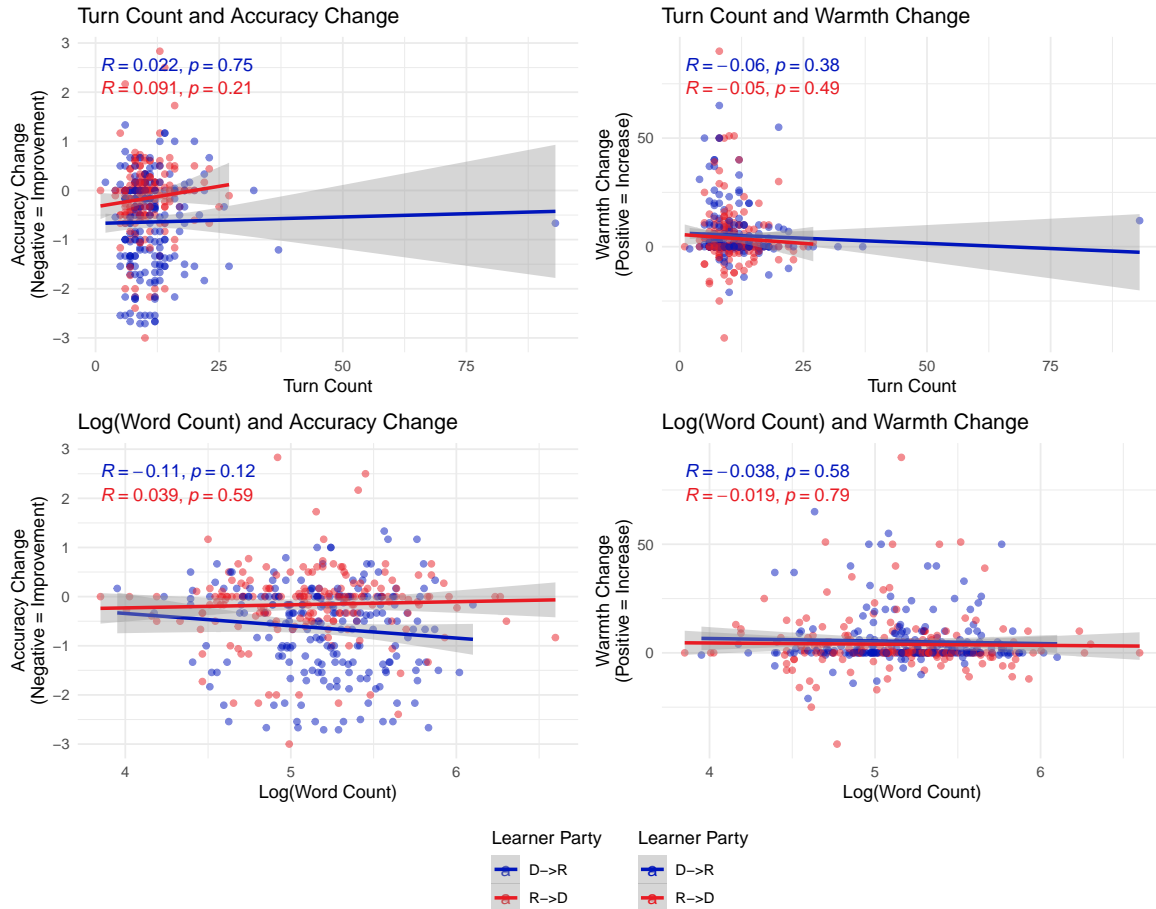 Turn Count and Accuracy Change
Accuracy Change
(Negative = Improvement)
3
2
1
0
−1
−2
−3
R = 0.022, p = 0.75
R = 0.091, p = 0.21
0
25
50
75
Turn Count
Turn Count and Warmth Change
Warmth Change
(Positive = Increase)
50
0
R = −0.06, p = 0.38
R = −0.05, p = 0.49
0
25
50
75
Turn Count
Log(Word Count) and Accuracy Change
Accuracy Change
(Negative = Improvement)
3
2
1
0
−1
−2
−3
R = −0.11, p = 0.12
R = 0.039, p = 0.59
4
5
6
Log(Word Count)
Log(Word Count) and Warmth Change
Warmth Change
(Positive = Increase)
50
0
R = −0.038, p = 0.58
R = −0.019, p = 0.79
4
5
6
Log(Word Count)
Learner Party
a D−>R
a R−>D
Learner Party
a D−>R
a R−>D